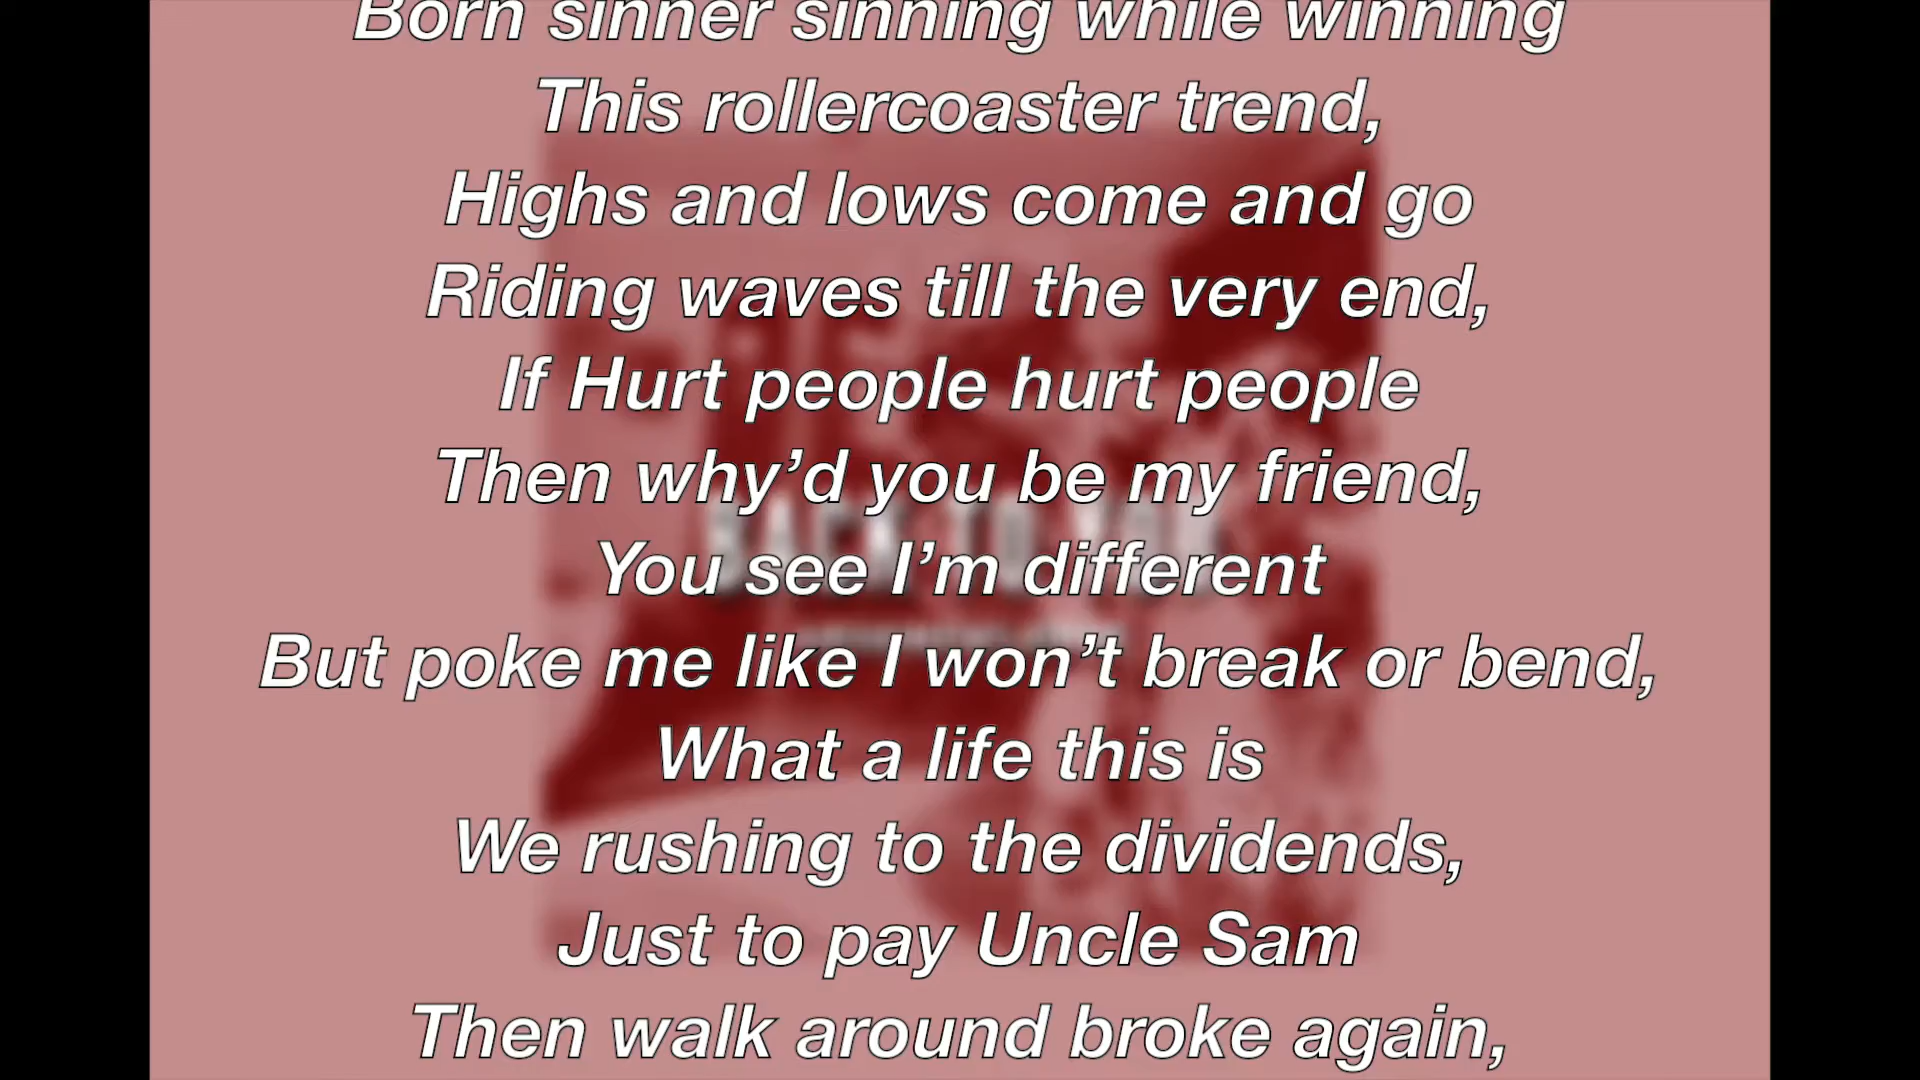 Born sinner sinning while winning
This rollercoaster trend,
Highs and lows come and go
Riding waves till the very end,
If Hurt people hurt people
Then why’d you be my friend,
BACK TO YOU
You see I’m different
But poke me like I won’t break or bend,
What a life this is
We rushing to the dividends,
Just to pay Uncle Sam
Then walk around broke again,